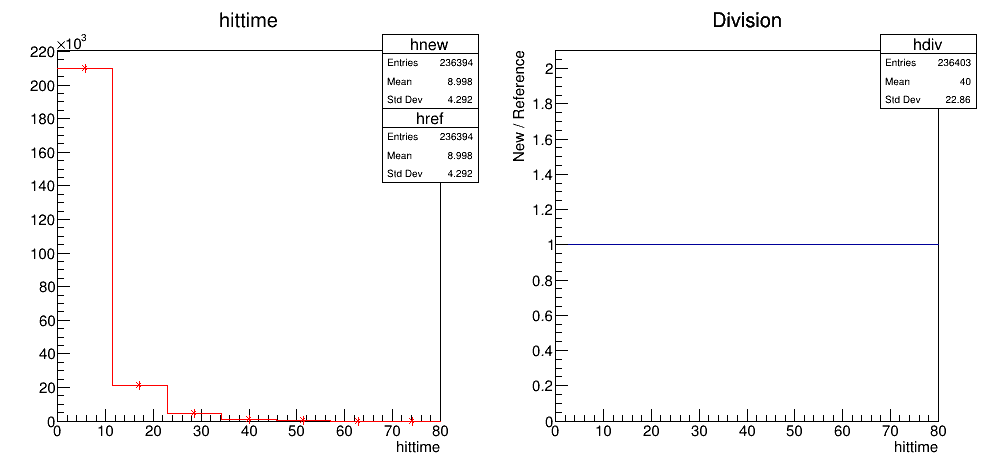 hittime
×10³
220
200
180
160
140
120
100
80
60
40
20
0
0 10 20 30 40 50 60 70 80
hittime
hnew
Entries 236394
Mean 8.998
Std Dev 4.292
href
Entries 236394
Mean 8.998
Std Dev 4.292
Division
New / Reference
2
1.8
1.6
1.4
1.2
1
0.8
0.6
0.4
0.2
0
0 10 20 30 40 50 60 70 80
hittime
hdiv
Entries 236403
Mean 40
Std Dev 22.86